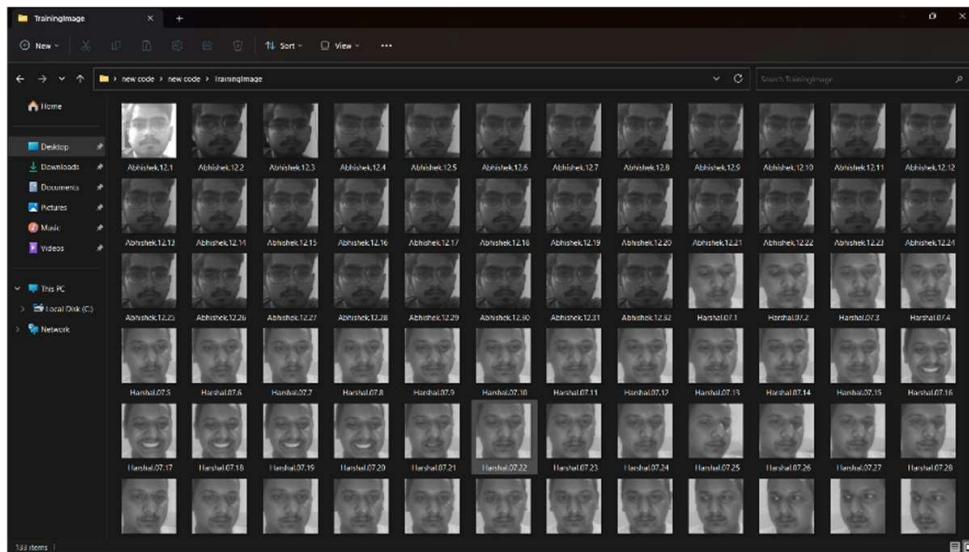 TrainingImage
New
Sort
View
new code > new code > TrainingImage
Search TrainingImage
Home
Desktop
Downloads
Documents
Pictures
Music
Videos
This PC
Local Disk (C:)
Network
Abhishek.12.1 Abhishek.12.2 Abhishek.12.3 Abhishek.12.4 Abhishek.12.5 Abhishek.12.6 Abhishek.12.7 Abhishek.12.8 Abhishek.12.9 Abhishek.12.10 Abhishek.12.11 Abhishek.12.12
Abhishek.12.13 Abhishek.12.14 Abhishek.12.15 Abhishek.12.16 Abhishek.12.17 Abhishek.12.18 Abhishek.12.19 Abhishek.12.20 Abhishek.12.21 Abhishek.12.22 Abhishek.12.23 Abhishek.12.24
Abhishek.12.25 Abhishek.12.26 Abhishek.12.27 Abhishek.12.28 Abhishek.12.29 Abhishek.12.30 Abhishek.12.31 Abhishek.12.32 Harshal.07.1 Harshal.07.2 Harshal.07.3 Harshal.07.4
Harshal.07.5 Harshal.07.6 Harshal.07.7 Harshal.07.8 Harshal.07.9 Harshal.07.10 Harshal.07.11 Harshal.07.12 Harshal.07.13 Harshal.07.14 Harshal.07.15 Harshal.07.16
Harshal.07.17 Harshal.07.18 Harshal.07.19 Harshal.07.20 Harshal.07.21 Harshal.07.22 Harshal.07.23 Harshal.07.24 Harshal.07.25 Harshal.07.26 Harshal.07.27 Harshal.07.28
133 items